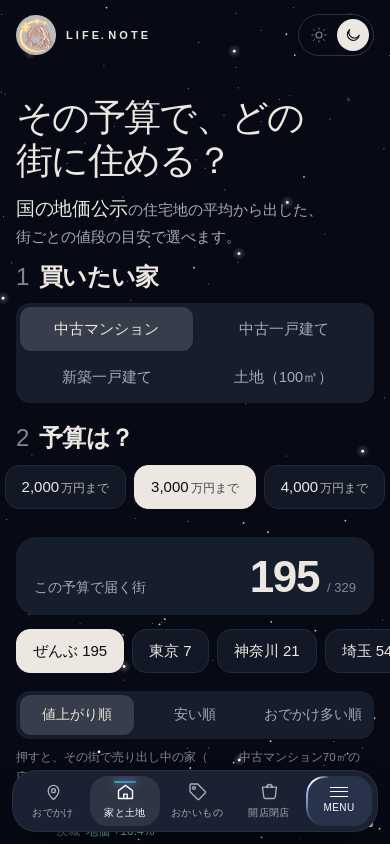 LIFE.NOTE
その予算で、どの
街に住める？
国の地価公示の住宅地の平均から出した、
街ごとの値段の目安で選べます。
1 買いたい家
中古マンション
中古一戸建て
新築一戸建て
土地（100㎡）
2 予算は？
2,000万円まで
3,000万円まで
4,000万円まで
この予算で届く街
195 / 329
ぜんぶ 195
東京 7
神奈川 21
埼玉 54
値上がり順
安い順
おでかけ多い順
押すと、その街で売り出し中の家（
中古マンション70㎡の
おでかけ
家と土地
おかいもの
開店閉店
MENU